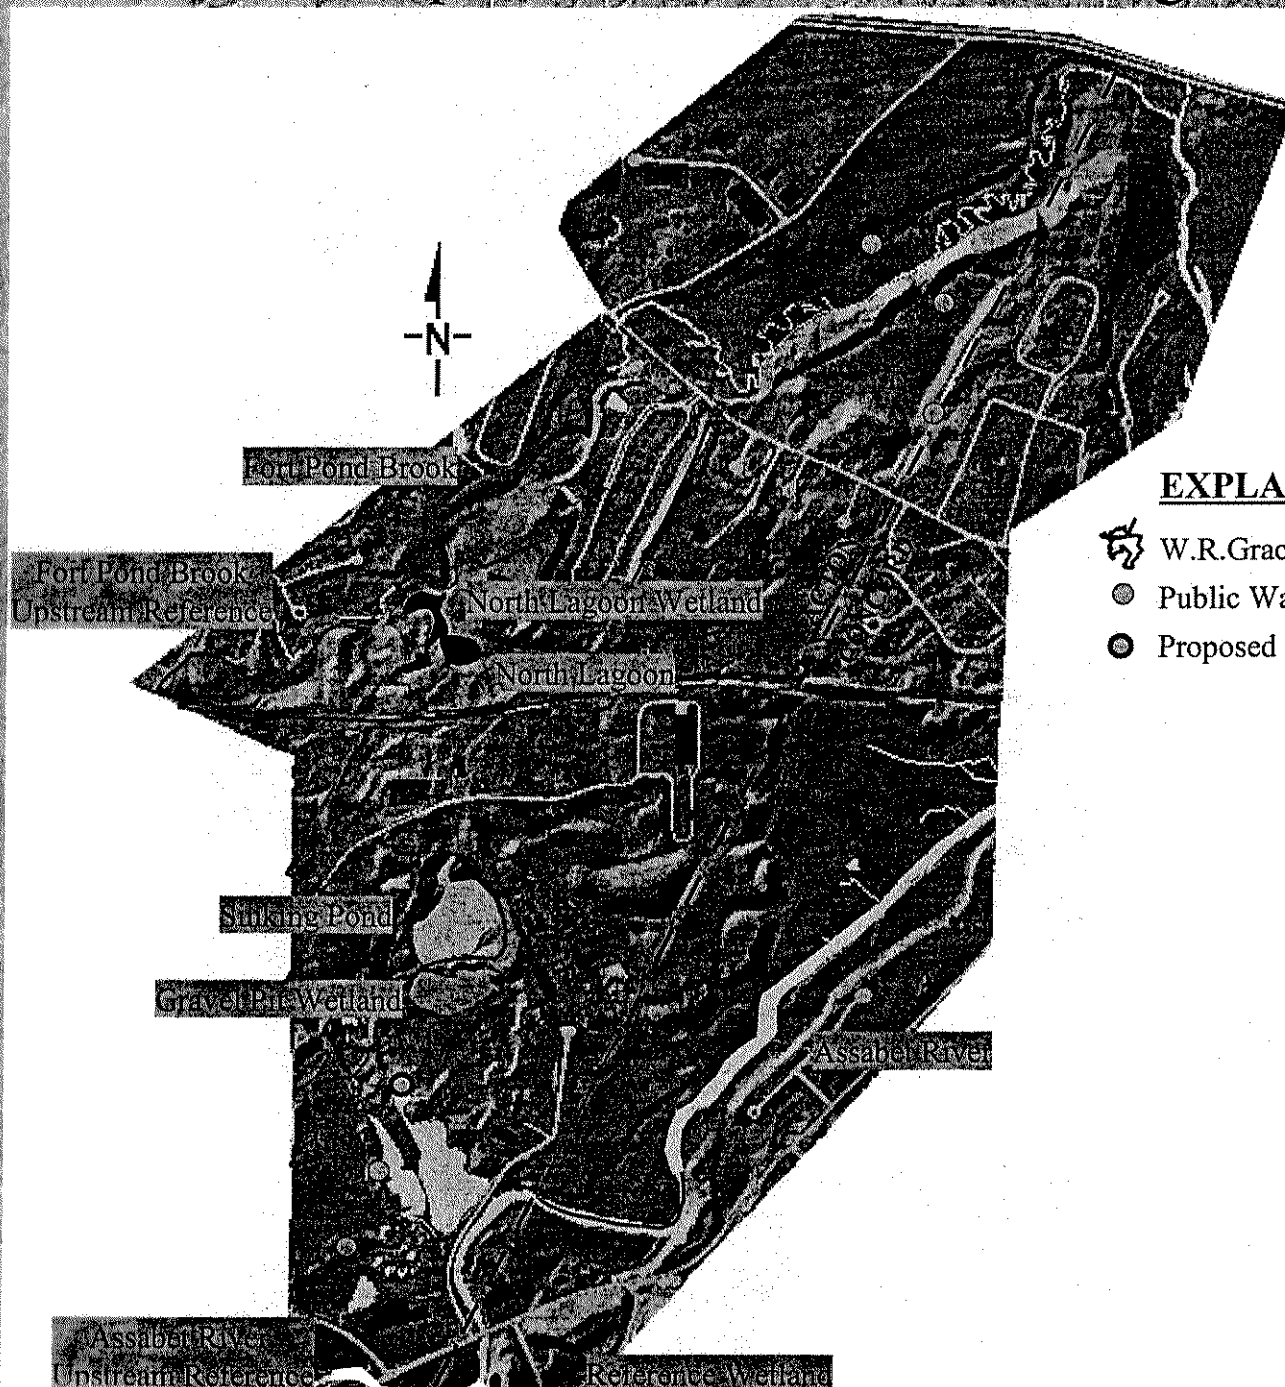 N
Fort Pond Brook
EXPLA
W.R.Grac
Fort Pond Brook
Upstream Reference
Public Wa
North Lagoon Wetland
Proposed
North Lagoon
Sinking Pond
Gravel Pit Wetland
Assabet River
Assabet River
Upstream Reference
Reference Wetland